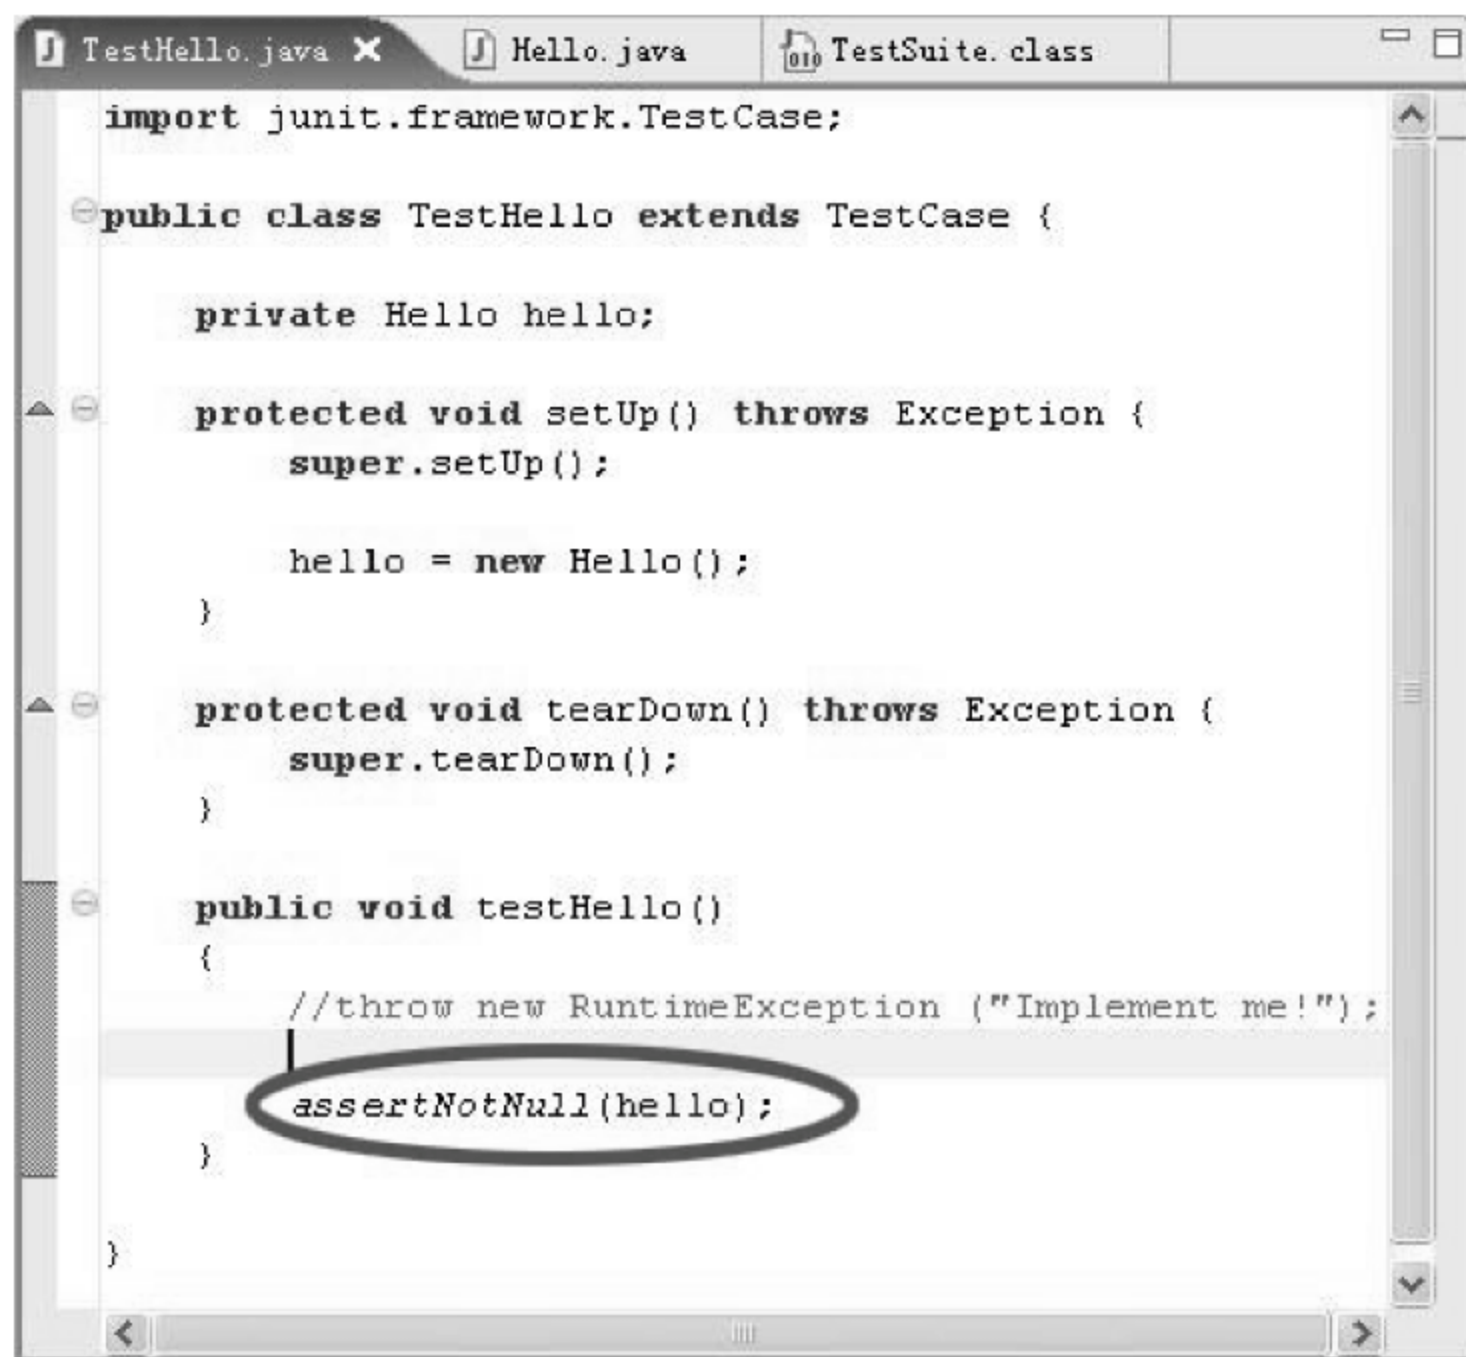 TestHello.java Hello.java TestSuite.class
import junit.framework.TestCase;
public class TestHello extends TestCase {
private Hello hello;
protected void setUp() throws Exception {
super.setUp();
hello = new Hello();
}
protected void tearDown() throws Exception {
super.tearDown();
}
public void testHello()
{
//throw new RuntimeException ("Implement me!");
assertNotNull(hello);
}
}